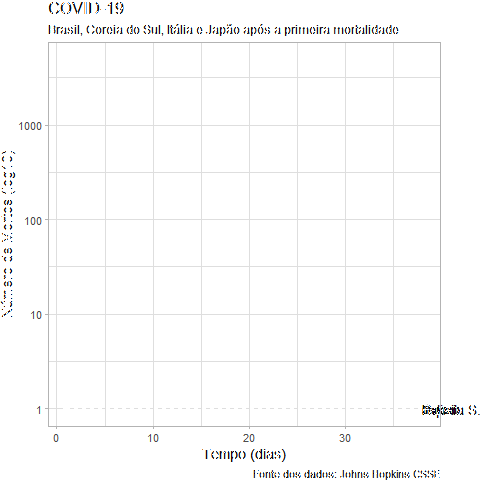 COVID-19
Brasil, Coreia do Sul, Itália e Japão após a primeira mortalidade
Número de Mortes (log10)
1000
100
10
1
0 10 20 30
S.
Tempo (dias)
Fonte dos dados: Johns Hopkins CSSE